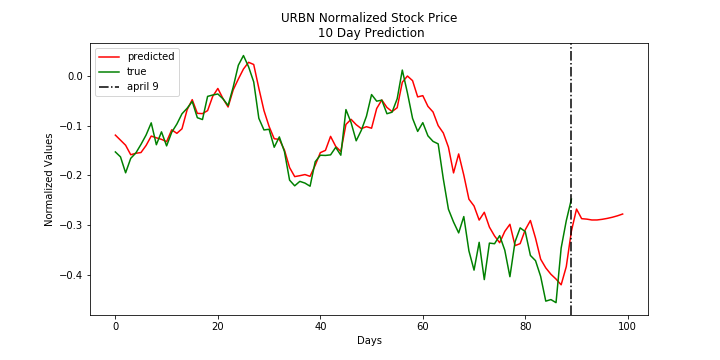 URBN Normalized Stock Price
10 Day Prediction
predicted
true
april 9
Normalized Values
0.0
−0.1
−0.2
−0.3
−0.4
0
20
40
60
80
100
Days